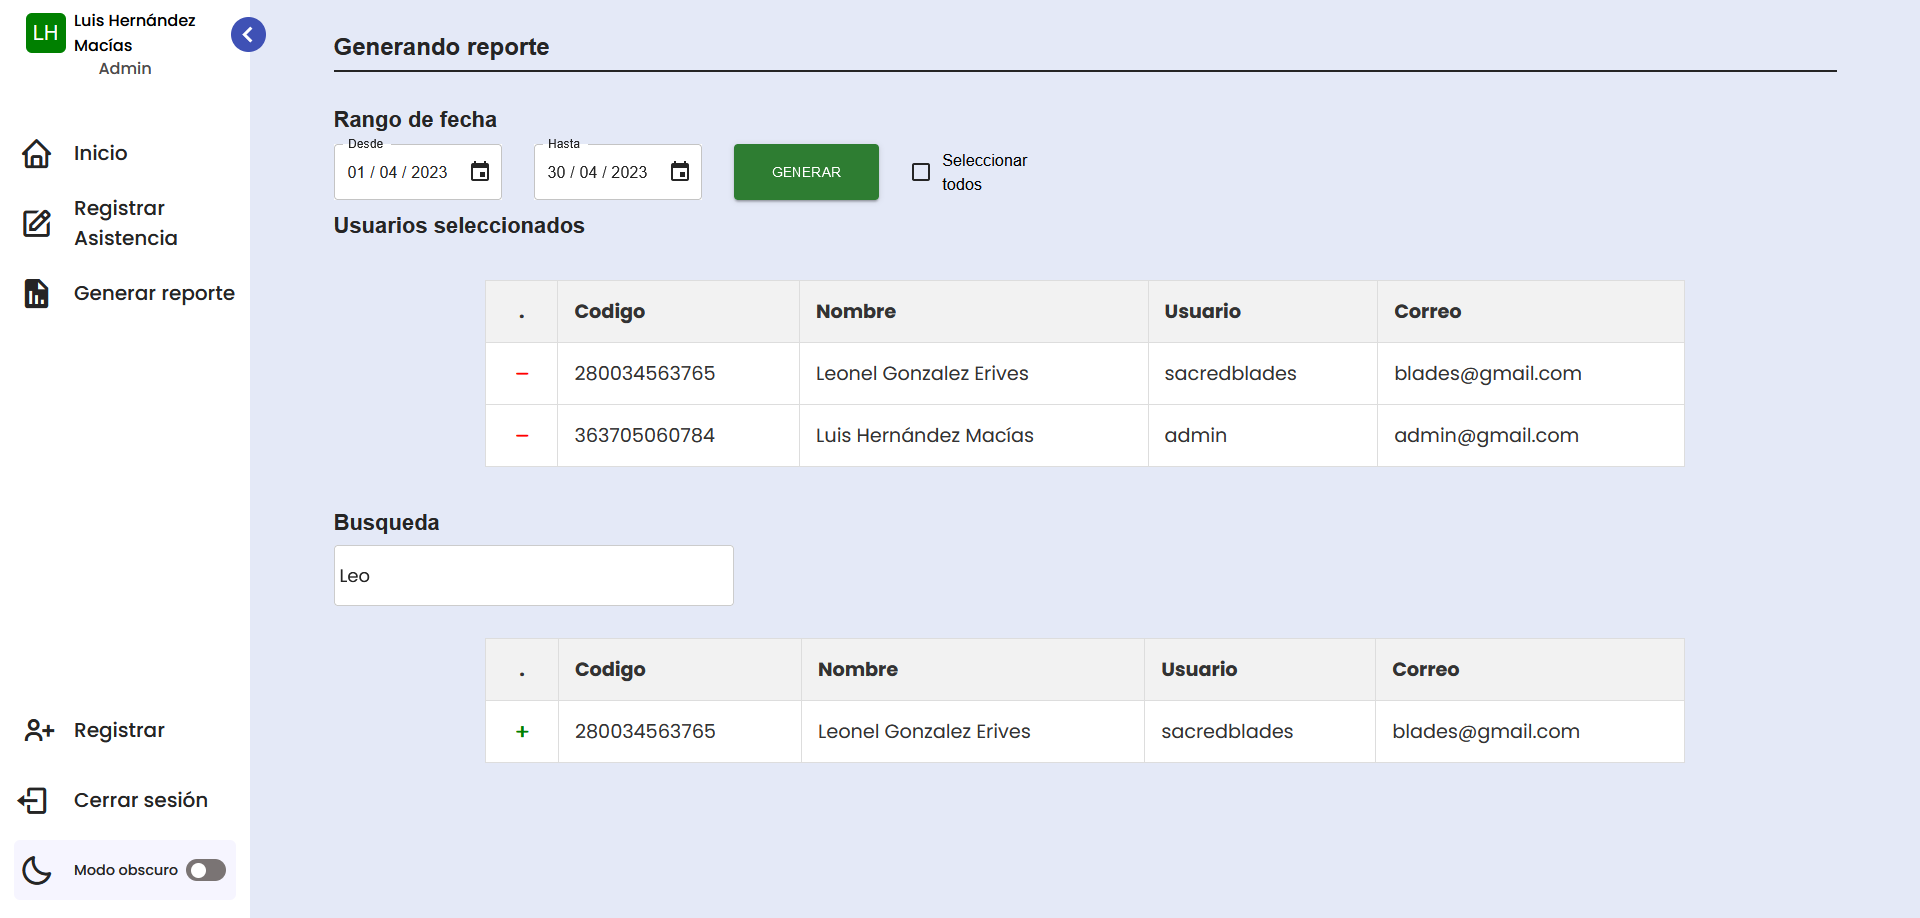 LH
Luis Hernández
Macías
Admin
Inicio
Registrar
Asistencia
Generar reporte
Registrar
Cerrar sesión
Modo obscuro
Generando reporte
Rango de fecha
Desde
01 / 04 / 2023
Hasta
30 / 04 / 2023
GENERAR
Seleccionar
todos
Usuarios seleccionados
. Codigo Nombre Usuario Correo
− 280034563765 Leonel Gonzalez Erives sacredblades blades@gmail.com
− 363705060784 Luis Hernández Macías admin admin@gmail.com
Busqueda
Leo
. Codigo Nombre Usuario Correo
+ 280034563765 Leonel Gonzalez Erives sacredblades blades@gmail.com